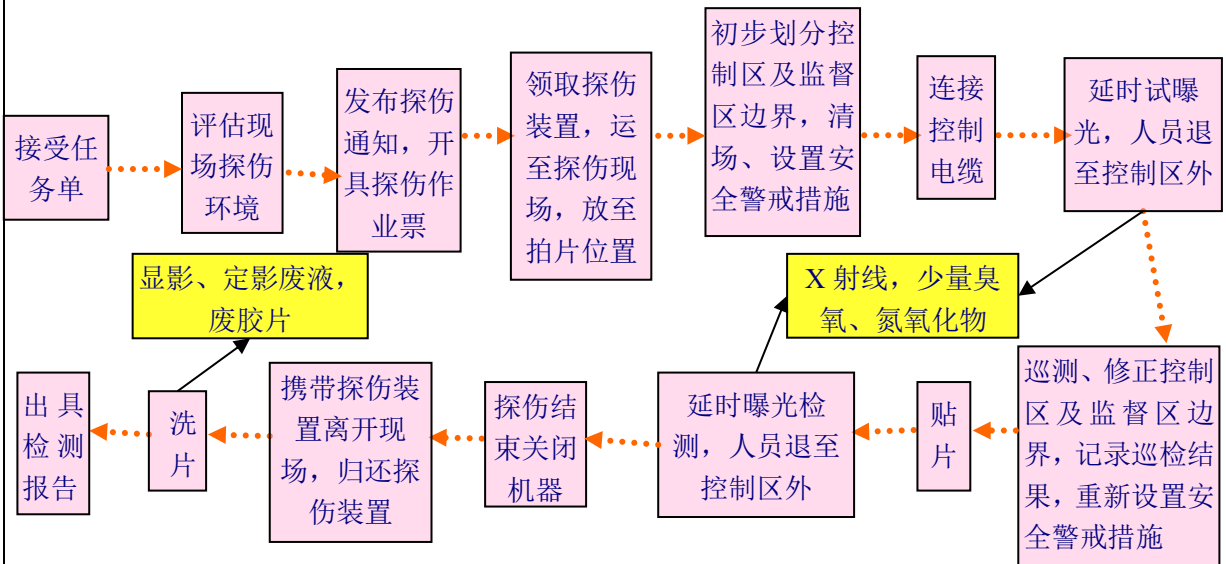 接受任
务单
评估现
场探伤
环境
发布探伤
通知，开
具探伤作
业票
领取探伤
装置，运
至探伤现
场，放至
拍片位置
初步划分控
制区及监督
区边界，清
场、设置安
全警戒措施
连接
控制
电缆
延时试曝
光，人员退
至控制区外
显影、定影废液，
废胶片
X 射线，少量臭
氧、氮氧化物
巡测、修正控制
区及监督区边
界，记录巡检结
果，重新设置安
全警戒措施
贴
片
延时曝光检
测，人员退至
控制区外
探伤结
束关闭
机器
携带探伤装
置离开现
场，归还探
伤装置
洗
片
出具
检测
报告